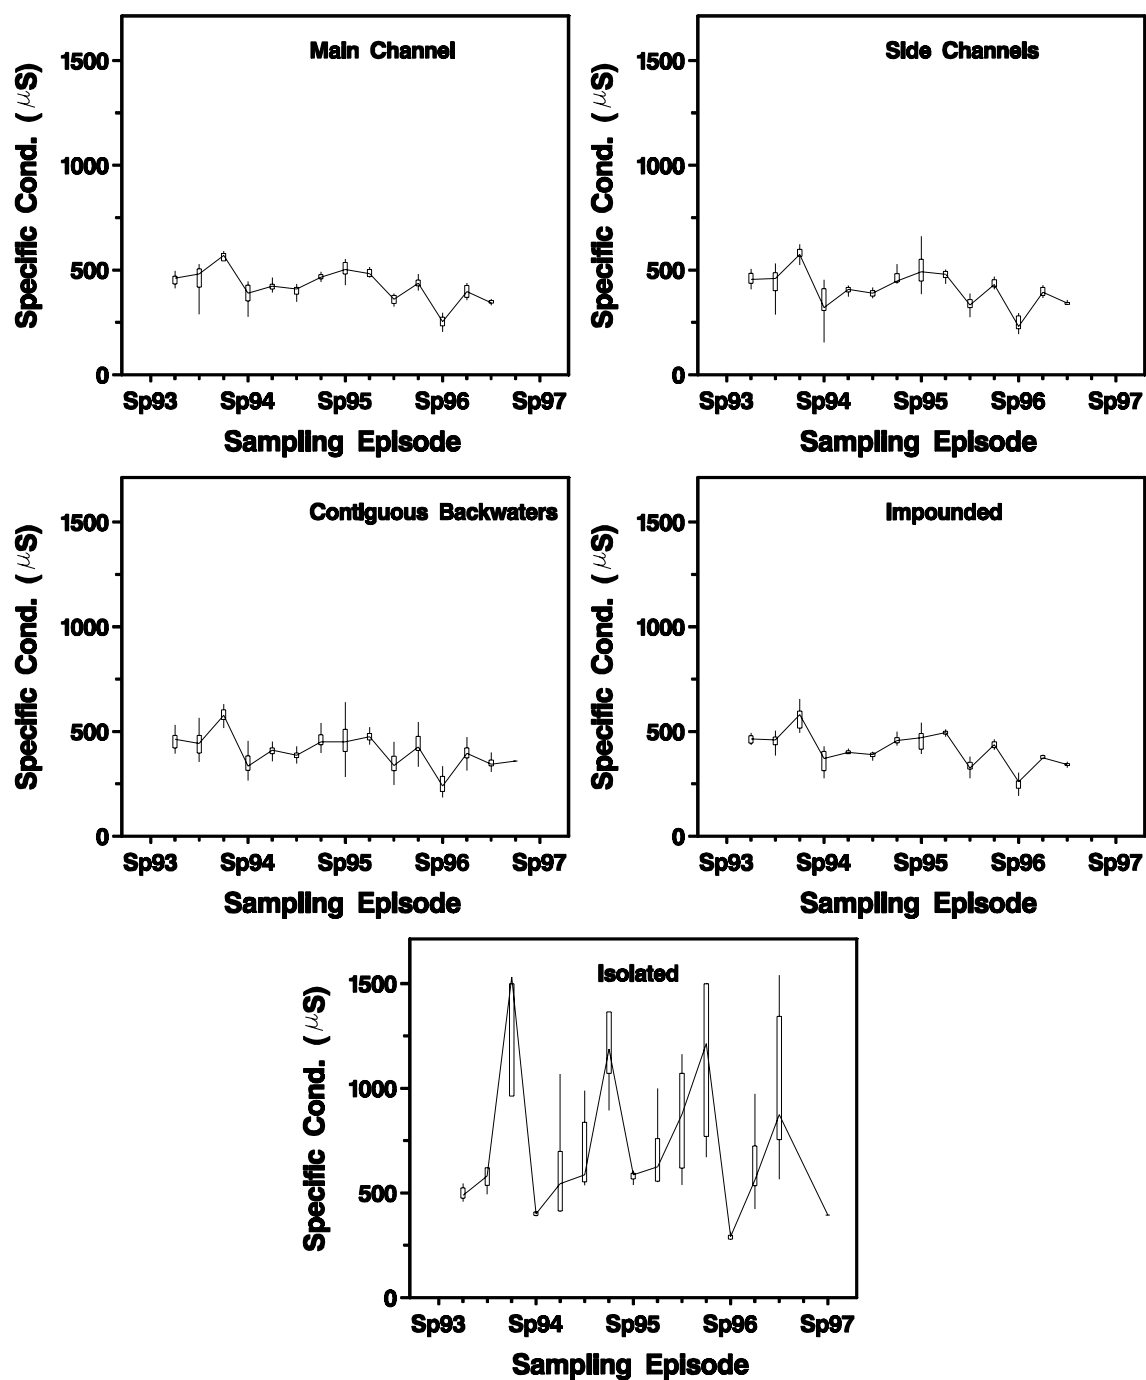 Main Channel
Specific Cond. (μS)
1500
1000
500
0
Sp93 Sp94 Sp95 Sp96 Sp97
Sampling Episode
Side Channels
Specific Cond. (μS)
1500
1000
500
0
Sp93 Sp94 Sp95 Sp96 Sp97
Sampling Episode
Contiguous Backwaters
Specific Cond. (μS)
1500
1000
500
0
Sp93 Sp94 Sp95 Sp96 Sp97
Sampling Episode
Impounded
Specific Cond. (μS)
1500
1000
500
0
Sp93 Sp94 Sp95 Sp96 Sp97
Sampling Episode
Isolated
Specific Cond. (μS)
1500
1000
500
0
Sp93 Sp94 Sp95 Sp96 Sp97
Sampling Episode